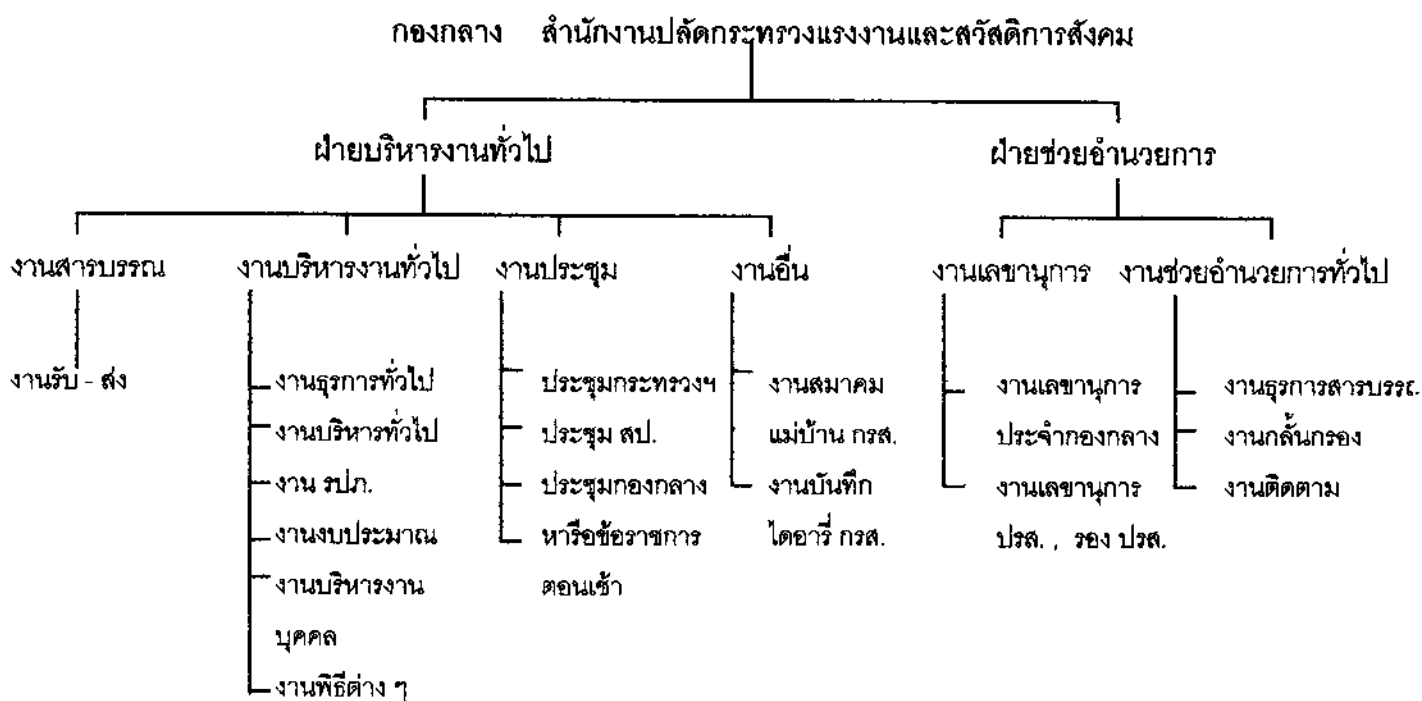 กองกลาง สำนักงานปลัดกระทรวงแรงงานและสวัสดิการสังคม
ฝ่ายบริหารงานทั่วไป ฝ่ายช่วยอำนวยการ
งานสารบรรณ งานบริหารงานทั่วไป งานประชุม งานอื่น งานเลขานุการ งานช่วยอำนวยการทั่วไป
งานรับ - ส่ง งานธุรการทั่วไป ประชุมกระทรวงฯ งานสมาคม งานเลขานุการ งานธุรการสารบรรณ
งานบริหารทั่วไป ประชุม สป. แม่บ้าน กรส. ประจำกองกลาง งานกลั้นกรอง
งาน รปภ. ประชุมกองกลาง งานบันทึก งานเลขานุการ งานติดตาม
งานงบประมาณ หารือข้อราชการ ไดอารี่ กรส. ปรส. , รอง ปรส.
งานบริหารงาน ตอนเช้า
บุคคล
งานพิธีต่าง ๆ